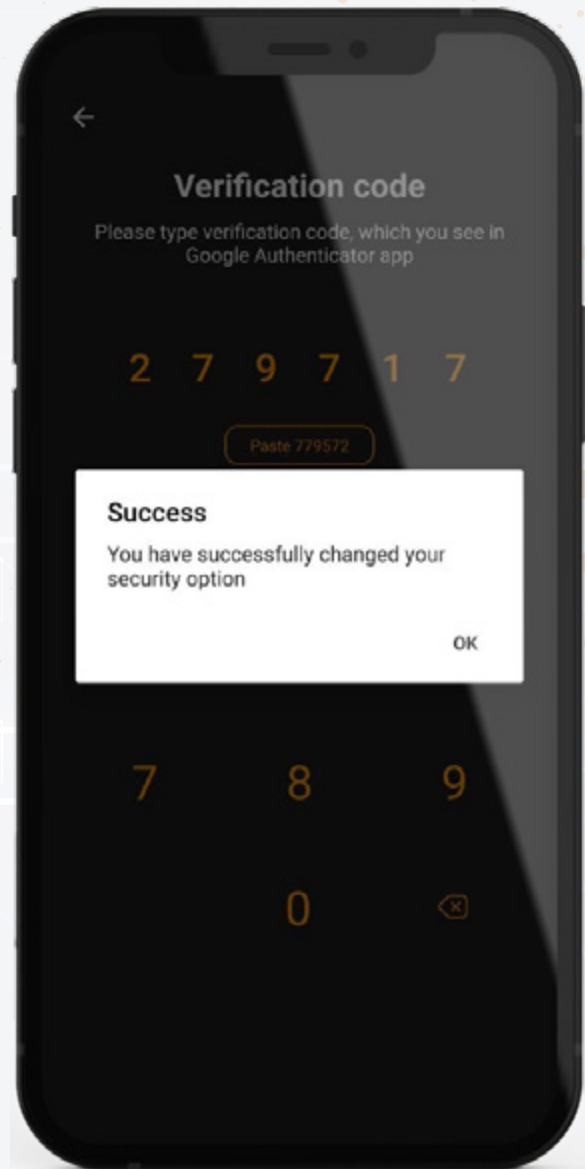 Verification code
Please type verification code, which you see in
Google Authenticator app
2 7 9 7 1 7
Paste 779572
Success
You have successfully changed your
security option
OK
7 8 9
0